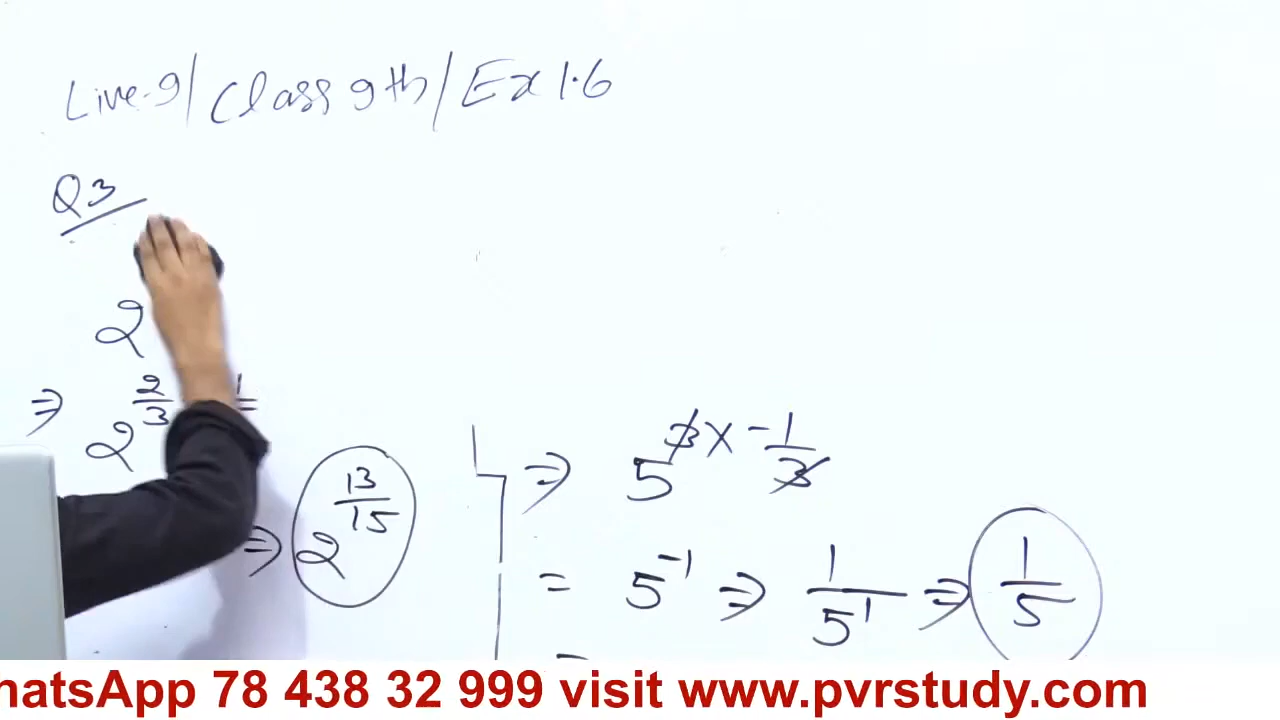 Live-9/Class 9th/Ex 1.6
Q3
2
⇒ 2^(2/3) 1
⇒ 2^(13/15)
⇒ 5^(3 × -1/3)
= 5^-1 ⇒ 1/5^1 ⇒ 1/5
=
hatsApp 78 438 32 999 visit www.pvrstudy.com